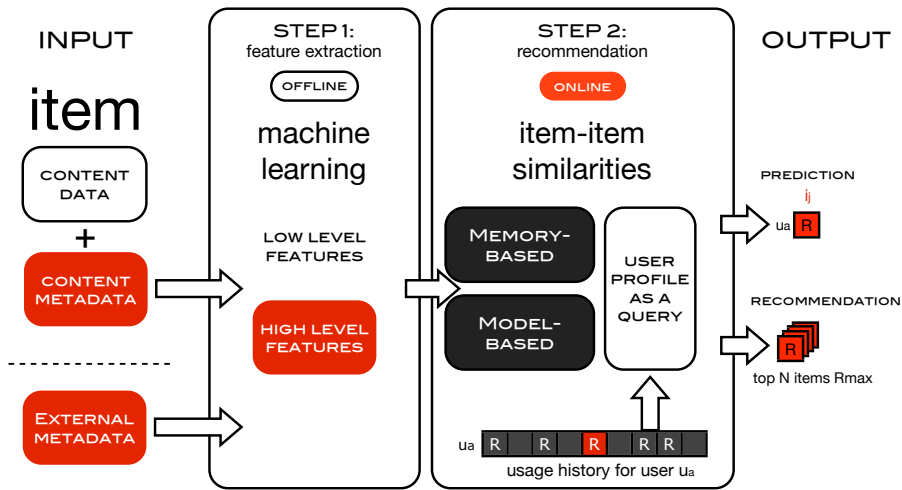 INPUT
item
CONTENT
DATA
+
CONTENT
METADATA
EXTERNAL
METADATA
STEP 1:
feature extraction
OFFLINE
machine
learning
LOW LEVEL
FEATURES
HIGH LEVEL
FEATURES
STEP 2:
recommendation
ONLINE
item-item
similarities
MEMORY-
BASED
MODEL-
BASED
USER
PROFILE
AS A
QUERY
ua R R R R R
usage history for user ua
OUTPUT
PREDICTION
ij
ua R
RECOMMENDATION
R
top N items Rmax